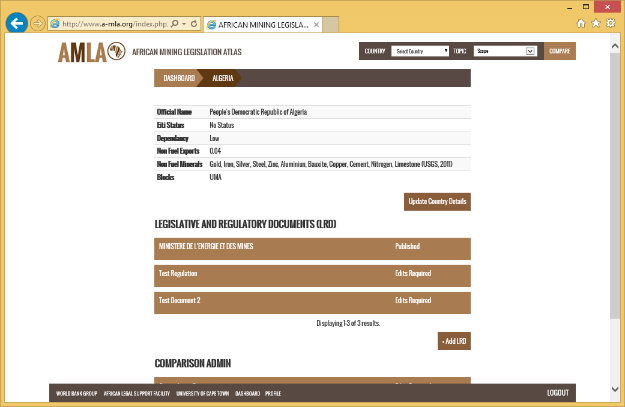 http://www.a-mla.org/index.php
AFRICAN MINING LEGISLA...
AMLA AFRICAN MINING LEGISLATION ATLAS
COUNTRY Select Country TOPIC COMPARE
DASHBOARD ALGERIA
Official Name People's Democratic Republic of Algeria
Eiti Status No Status
Dependancy Low
Non Fuel Exports 0.04
Non Fuel Minerals Gold, Iron, Silver, Steel, Zinc, Aluminiun, Bauxite, Copper, Cement, Nitrogen, Limestone (USGS, 2011)
Blocks UMA
Update Country Details
LEGISLATIVE AND REGULATORY DOCUMENTS (LRD)
MINISTERE DE L'ENERGIE ET DES MINES Published
Test Regulation Edits Required
Test Document 2 Edits Required
Displaying 1-3 of 3 results.
+ Add LRD
COMPARISON ADMIN
WORLD BANK GROUP AFRICAN LEGAL SUPPORT FACILITY UNIVERSITY OF CAPE TOWN DASHBOARD PROFILE LOGOUT